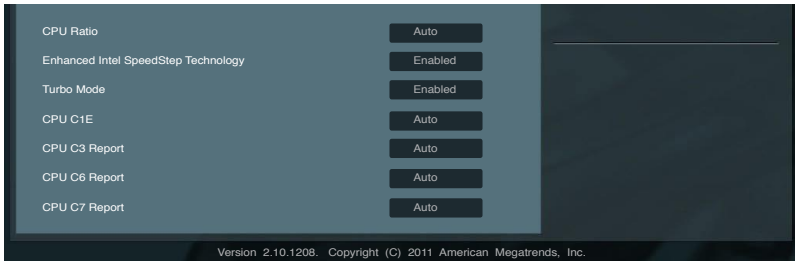 CPU Ratio Auto
Enhanced Intel SpeedStep Technology Enabled
Turbo Mode Enabled
CPU C1E Auto
CPU C3 Report Auto
CPU C6 Report Auto
CPU C7 Report Auto
Version 2.10.1208. Copyright (C) 2011 American Megatrends, Inc.